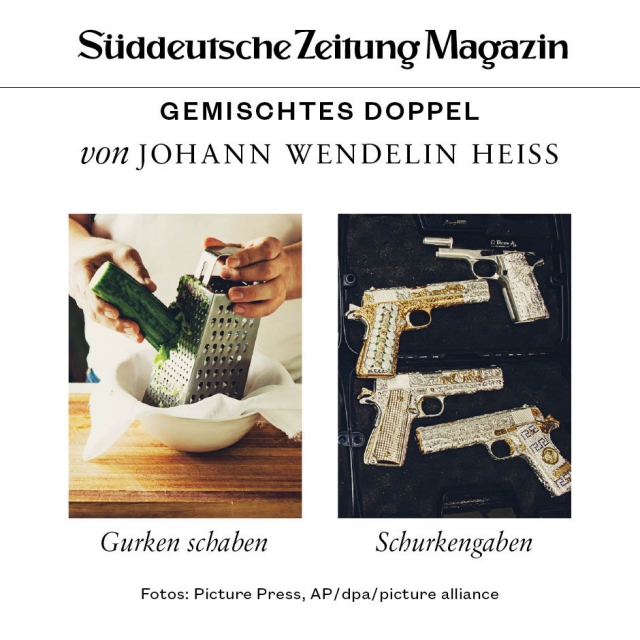 Süddeutsche Zeitung Magazin
GEMISCHTES DOPPEL
von JOHANN WENDELIN HEISS
Gurken schaben
Schurkengaben
Fotos: Picture Press, AP/dpa/picture alliance